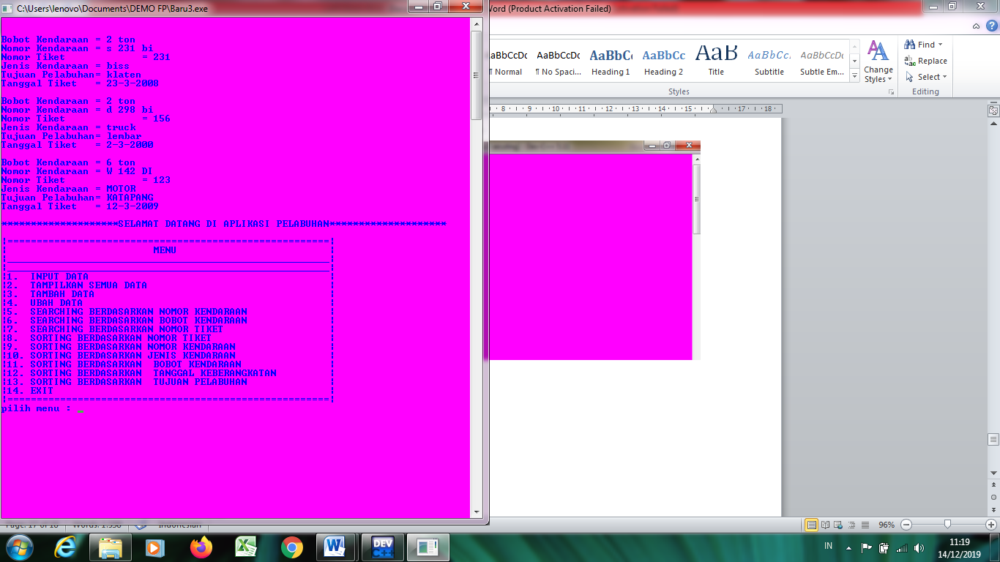 C:\Users\lenovo\Documents\DEMO FP\Baru3.exe
Word (Product Activation Failed)
Bobot Kendaraan = 2 ton
Nomor Kendaraan = s 231 bi
Nomor Tiket = 231
Jenis Kendaraan = biss
Tujuan Pelabuhan= klaten
Tanggal Tiket = 23-3-2008
Bobot Kendaraan = 2 ton
Nomor Kendaraan = d 298 bi
Nomor Tiket = 156
Jenis Kendaraan = truck
Tujuan Pelabuhan= lembar
Tanggal Tiket = 2-3-2000
Bobot Kendaraan = 6 ton
Nomor Kendaraan = W 142 DI
Nomor Tiket = 123
Jenis Kendaraan = MOTOR
Tujuan Pelabuhan= KATAPANG
Tanggal Tiket = 12-3-2009
********************SELAMAT DATANG DI APLIKASI PELABUHAN********************
|=======================================================|
| MENU |
|_______________________________________________________|
|_______________________________________________________|
|1. INPUT DATA |
|2. TAMPILKAN SEMUA DATA |
|3. TAMBAH DATA |
|4. UBAH DATA |
|5. SEARCHING BERDASARKAN NOMOR KENDARAAN |
|6. SEARCHING BERDASARKAN BOBOT KENDARAAN |
|7. SEARCHING BERDASARKAN NOMOR TIKET |
|8. SORTING BERDASARKAN NOMOR TIKET |
|9. SORTING BERDASARKAN NOMOR KENDARAAN |
|10. SORTING BERDASARKAN JENIS KENDARAAN |
|11. SORTING BERDASARKAN BOBOT KENDARAAN |
|12. SORTING BERDASARKAN TANGGAL KEBERANGKATAN |
|13. SORTING BERDASARKAN TUJUAN PELABUHAN |
|14. EXIT |
|=======================================================|
pilih menu : _
AaBbCcDc AaBbCcDc AaBbCc AaBbCc AaB AaBbCc. AaBbCcDc
¶ Normal ¶ No Spaci... Heading 1 Heading 2 Title Subtitle Subtle Em...
Change Styles
Find
Replace
Select
Styles
Editing
8 9 10 11 12 13 14 15 17 18
Page: 17 of 18 Words: 1.558 Indonesian
96%
DEV C++
IN
11:19
14/12/2019